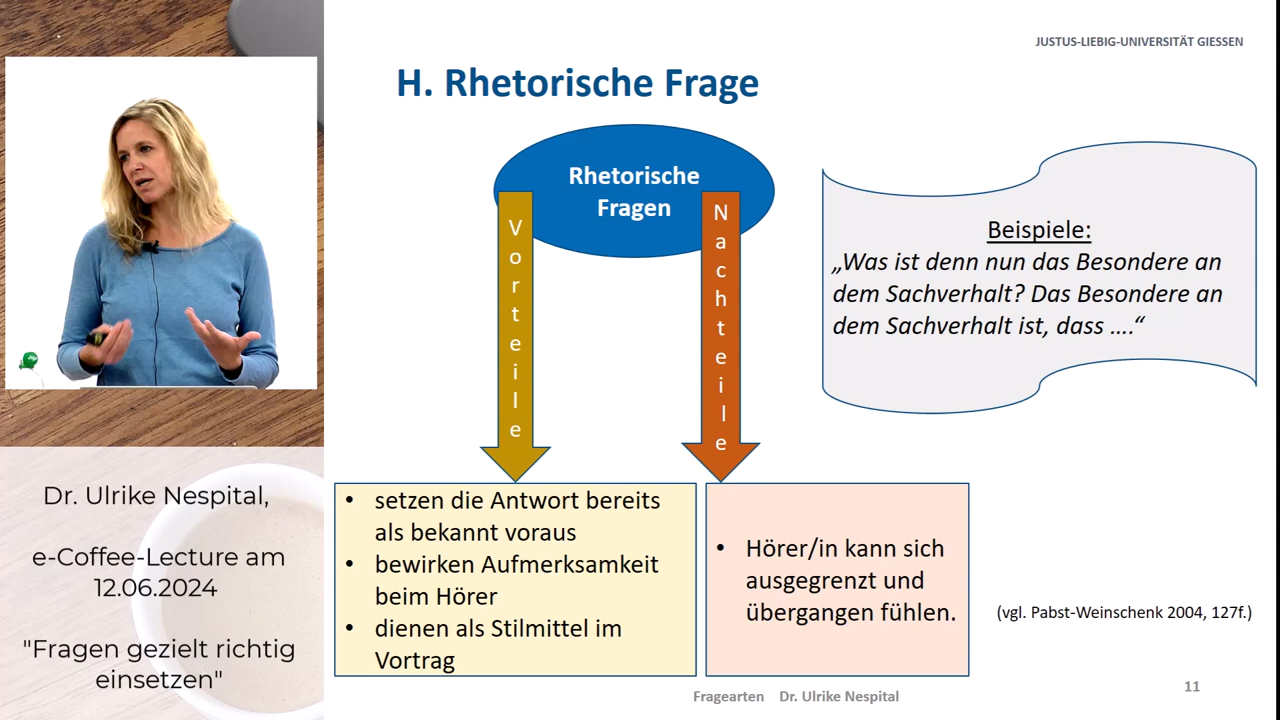 JUSTUS-LIEBIG-UNIVERSITÄT GIESSEN
H. Rhetorische Frage
Rhetorische
Fragen
Vorteile
Nachteile
Beispiele:
„Was ist denn nun das Besondere an
dem Sachverhalt? Das Besondere an
dem Sachverhalt ist, dass ....“
• setzen die Antwort bereits
als bekannt voraus
• bewirken Aufmerksamkeit
beim Hörer
• dienen als Stilmittel im
Vortrag
• Hörer/in kann sich
ausgegrenzt und
übergangen fühlen.
(vgl. Pabst-Weinschenk 2004, 127f.)
Fragearten Dr. Ulrike Nespital
11
Dr. Ulrike Nespital,
e-Coffee-Lecture am
12.06.2024
"Fragen gezielt richtig
einsetzen"